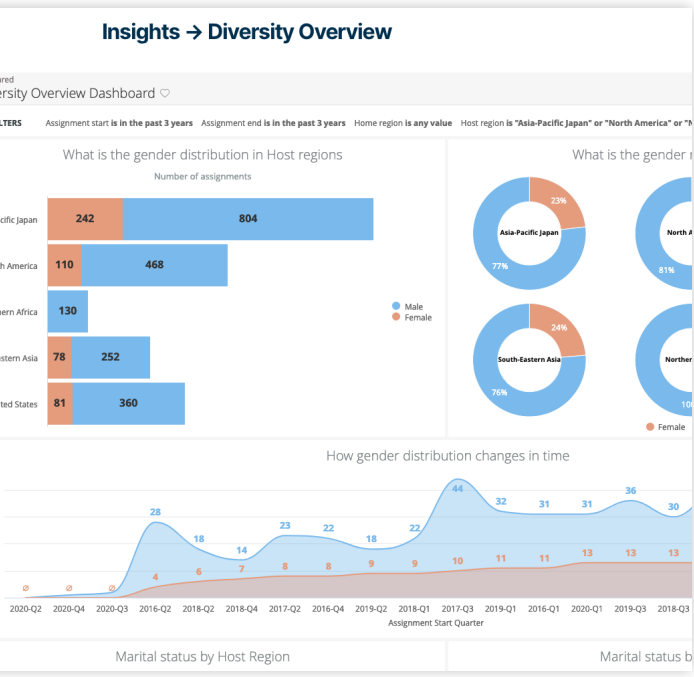 Insights → Diversity Overview
ared
ersity Overview Dashboard ♡
LTERS Assignment start is in the past 3 years Assignment end is in the past 3 years Home region is any value Host region is "Asia-Pacific Japan" or "North America" or "N
What is the gender distribution in Host regions
Number of assignments
cific Japan 242 804
h America 110 468
ern Africa 130
stern Asia 78 252
ted States 81 360
Male
Female
What is the gender r
23%
Asia-Pacific Japan
77%
North A
81%
24%
South-Eastern Asia
76%
Norther
10
Female
How gender distribution changes in time
28 18 14 23 22 18 22 44 32 31 31 36 30
∅ ∅ ∅ 4 6 7 8 8 9 9 10 11 11 13 13 13
2020-Q2 2020-Q4 2020-Q3 2016-Q2 2018-Q2 2018-Q4 2017-Q2 2016-Q4 2019-Q2 2018-Q1 2017-Q3 2019-Q1 2016-Q1 2020-Q1 2019-Q3 2018-Q3
Assignment Start Quarter
Marital status by Host Region
Marital status b